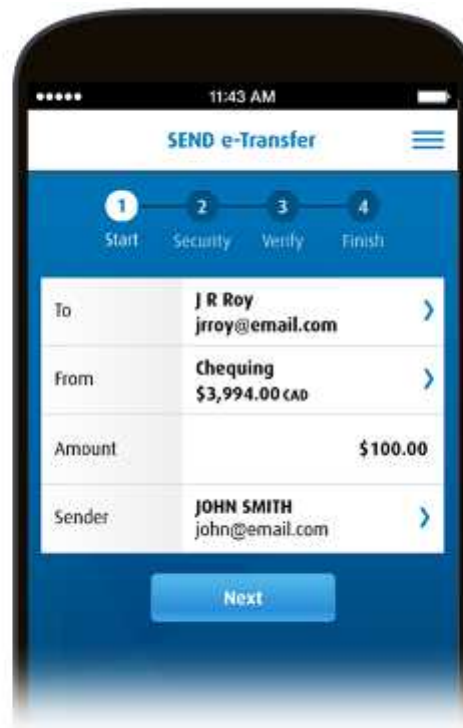 11:43 AM
SEND e-Transfer
1 2 3 4
Start Security Verify Finish
To
J R Roy
jrroy@email.com
From
Chequing
$3,994.00 CAD
Amount
$100.00
Sender
JOHN SMITH
john@email.com
Next